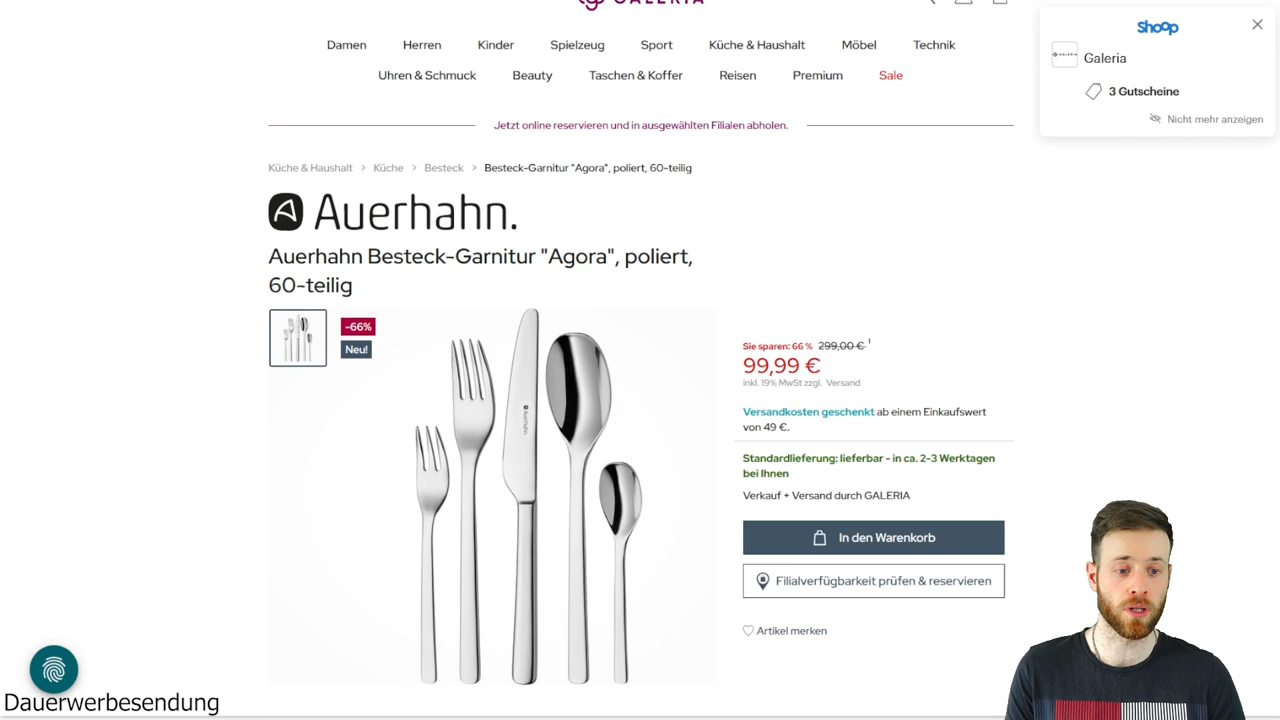 GALERIA
Shoop
Damen Herren Kinder Spielzeug Sport Küche & Haushalt Möbel Technik
Galeria
Uhren & Schmuck Beauty Taschen & Koffer Reisen Premium Sale
3 Gutscheine
Nicht mehr anzeigen
Jetzt online reservieren und in ausgewählten Filialen abholen.
Küche & Haushalt > Küche > Besteck > Besteck-Garnitur "Agora", poliert, 60-teilig
Auerhahn.
Auerhahn Besteck-Garnitur "Agora", poliert,
60-teilig
-66%
Neu!
Auerhahn.
Sie sparen: 66 % 299,00 € 1
99,99 €
inkl. 19% MwSt zzgl. Versand
Versandkosten geschenkt ab einem Einkaufswert
von 49 €.
Standardlieferung: lieferbar - in ca. 2-3 Werktagen
bei Ihnen
Verkauf + Versand durch GALERIA
In den Warenkorb
Filialverfügbarkeit prüfen & reservieren
Artikel merken
Dauerwerbesendung